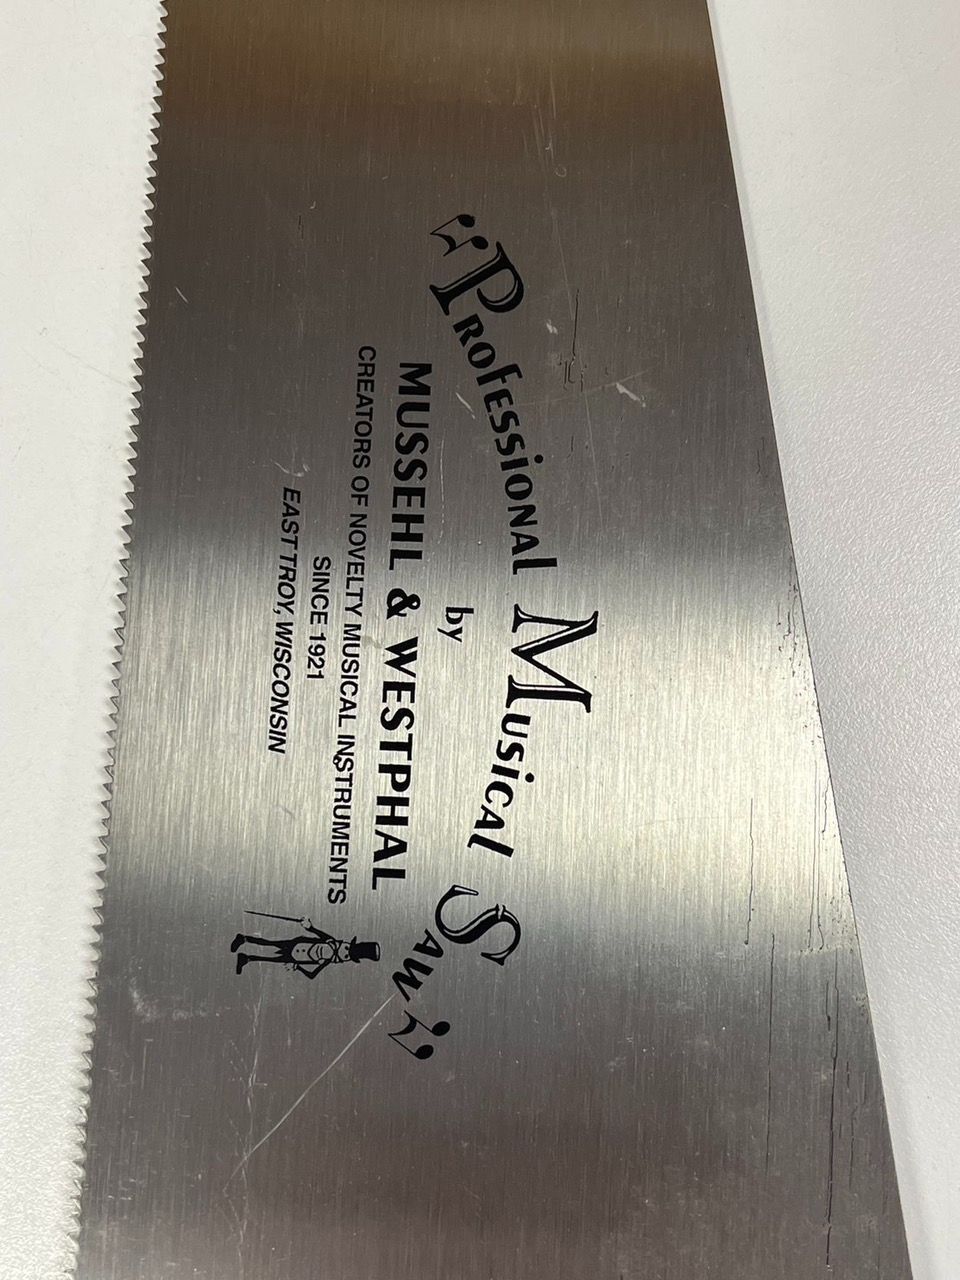 Professional Musical Saw
by
MUSSEHL & WESTPHAL
CREATORS OF NOVELTY MUSICAL INSTRUMENTS
SINCE 1921
EAST TROY, WISCONSIN